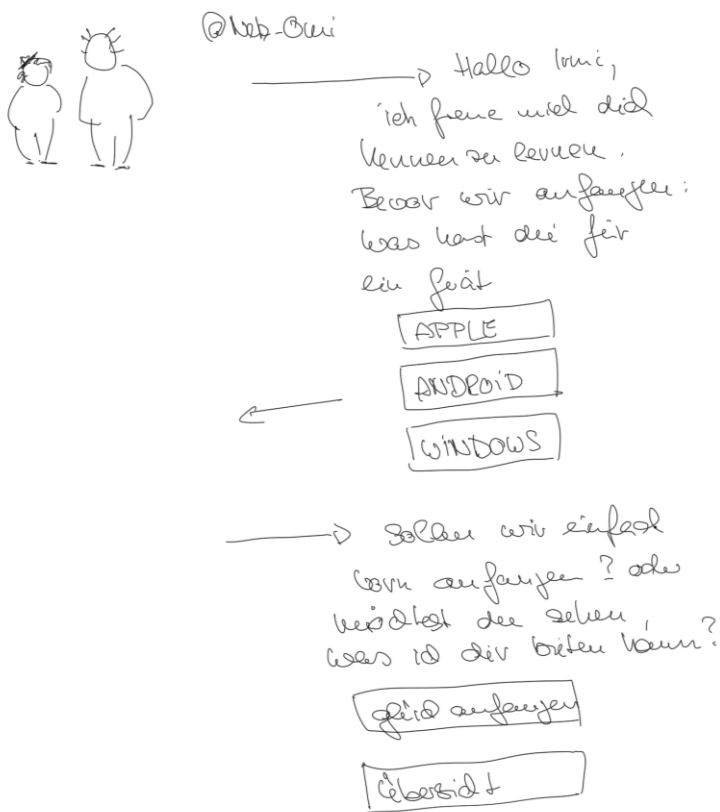 @Web-Omi
Hallo Irmi,
ich freue mich dich
kennen zu lernen.
Bevor wir anfangen:
was hast du für
ein Gerät
APPLE
ANDROiD
WiNDOWS
Sollen wir einfach
vorn anfangen? oder
möchtest du sehen,
was ich dir bieten kann?
gleich anfangen
Übersicht